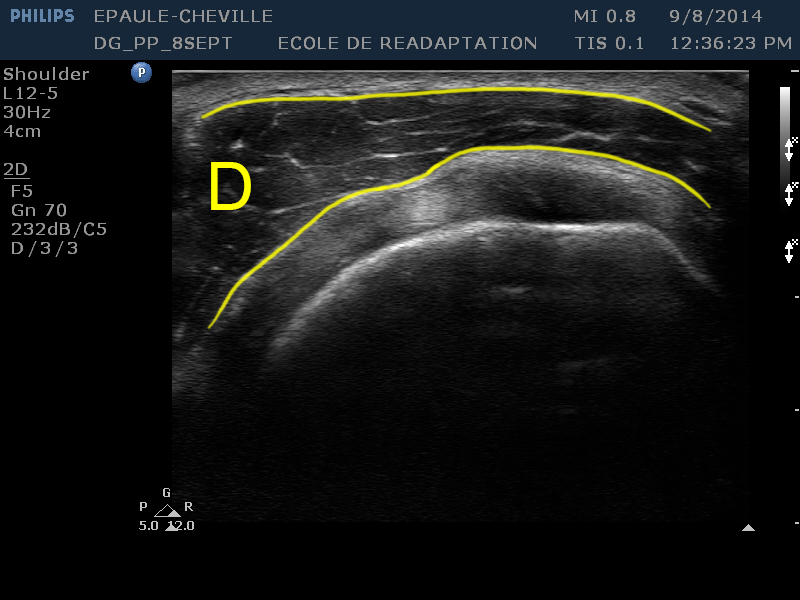 PHILIPS EPAULE-CHEVILLE MI 0.8 9/8/2014
DG_PP_8SEPT ECOLE DE READAPTATION TIS 0.1 12:36:23 PM
Shoulder
P
L12-5
30Hz
4cm
2D
F5
Gn 70
232dB/C5
D/3/3
D
G
P R
5.0 12.0